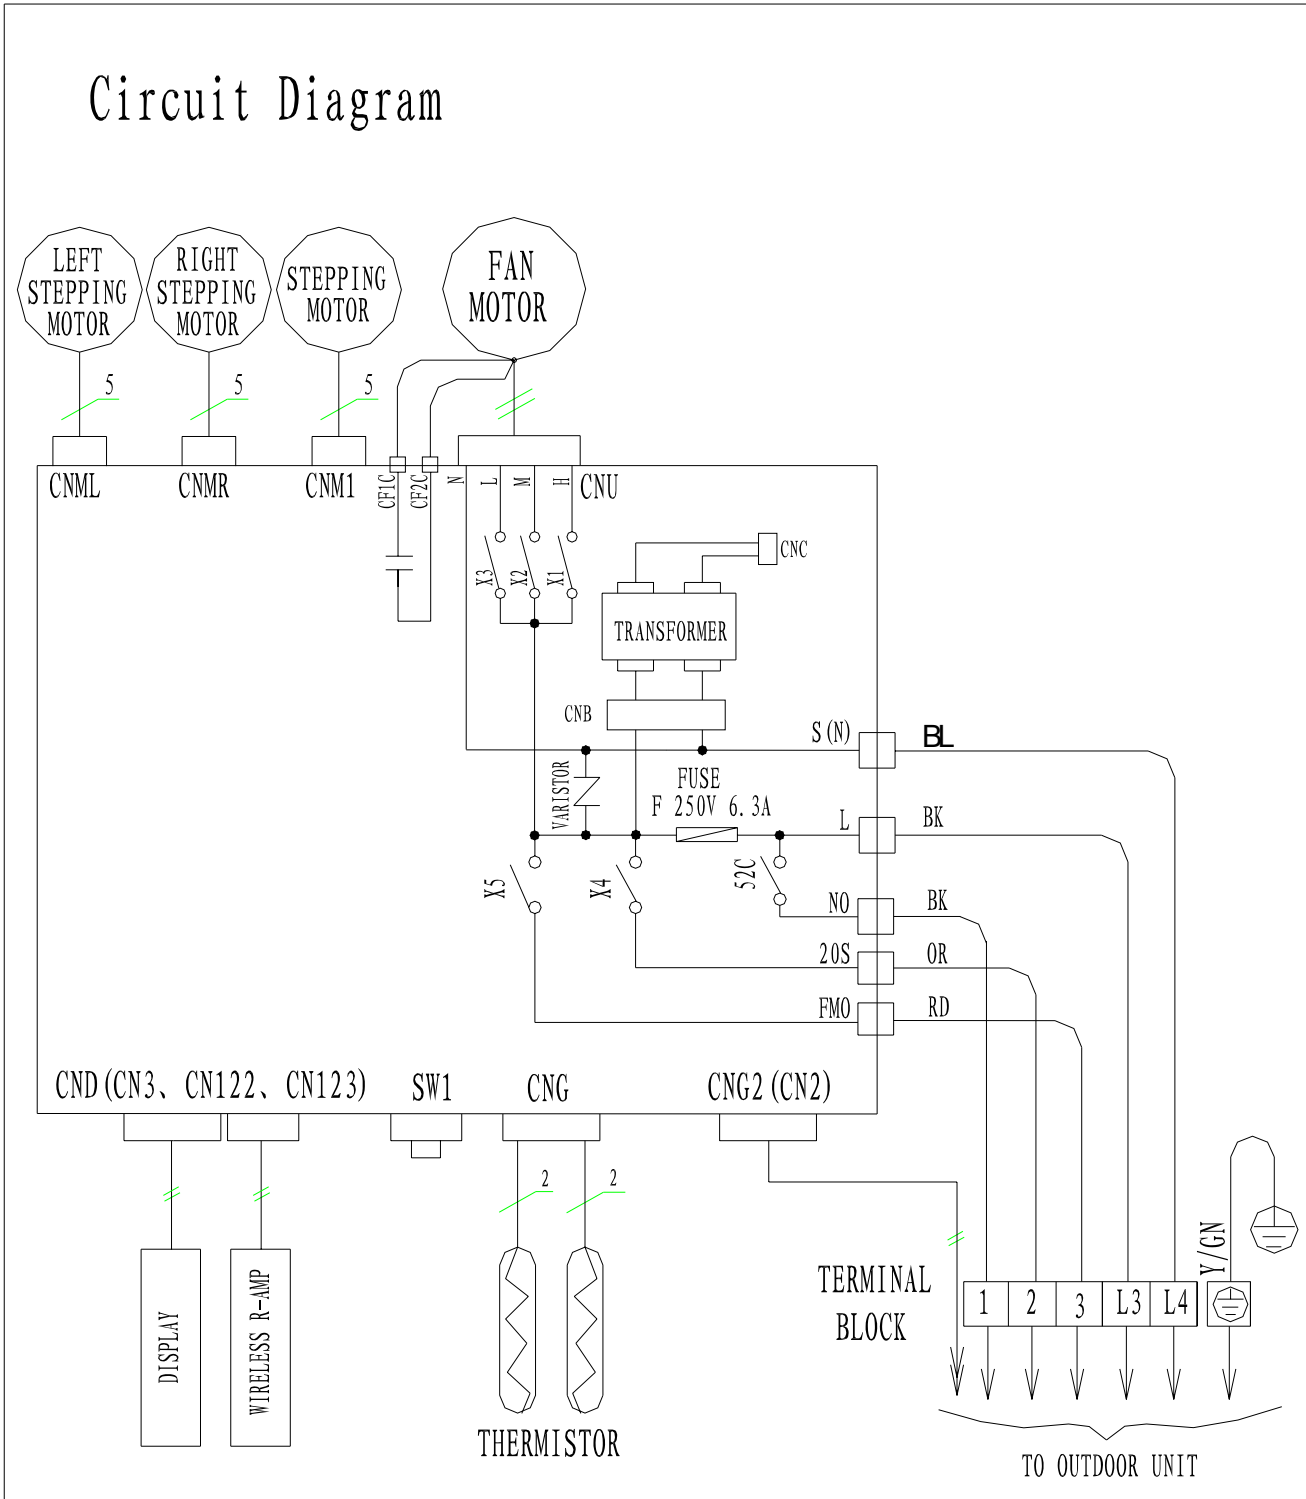 Circuit Diagram
LEFT
STEPPING
MOTOR
RIGHT
STEPPING
MOTOR
STEPPING
MOTOR
FAN
MOTOR
5
5
5
CNML
CNMR
CNM1
CF1C
CF2C
N
L
M
H
CNU
X3
X2
X1
CNC
TRANSFORMER
CNB
S(N)
BL
VARISTOR
FUSE
F 250V 6.3A
L
BK
X5
X4
52C
NO
BK
20S
OR
FMO
RD
CND(CN3、CN122、CN123)
SW1
CNG
CNG2(CN2)
2
2
DISPLAY
WIRELESS R-AMP
THERMISTOR
Y/GN
TERMINAL
BLOCK
1
2
3
L3
L4
TO OUTDOOR UNIT